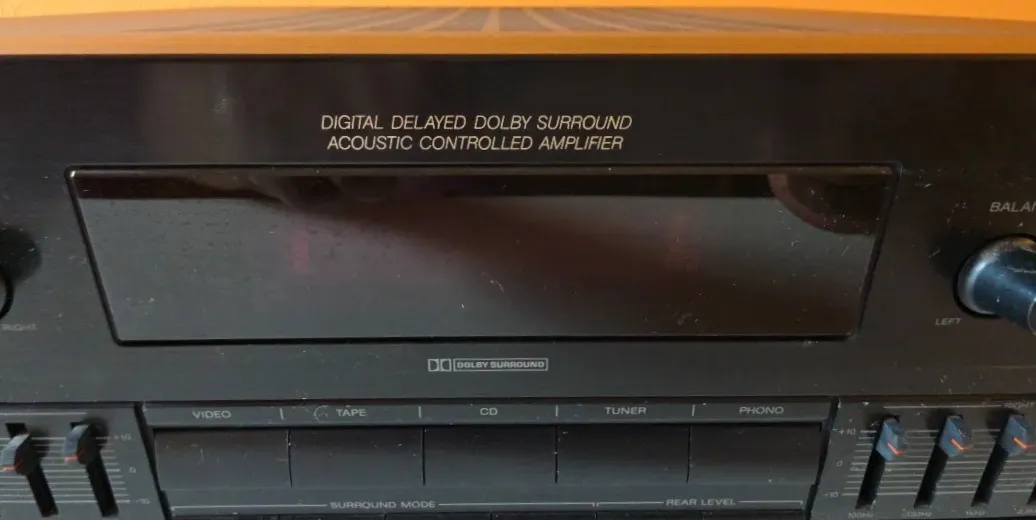 DIGITAL DELAYED DOLBY SURROUND
ACOUSTIC CONTROLLED AMPLIFIER
LEFT
RIGHT
DOLBY SURROUND
VIDEO | TAPE | CD | TUNER | PHONO
+10
0
-10
+10
0
-10
SURROUND MODE
REAR LEVEL
100Hz